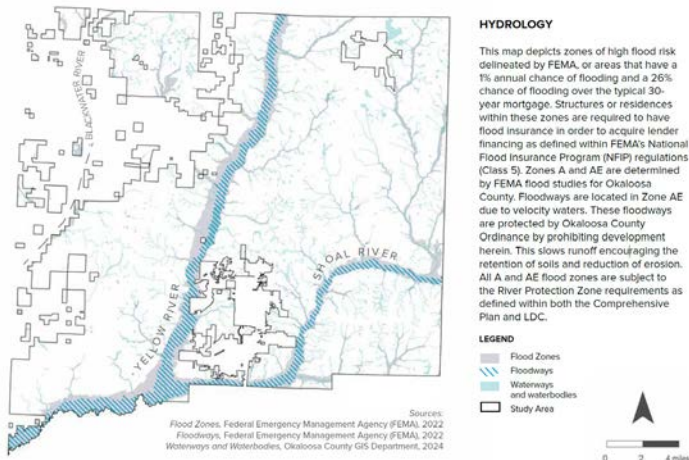 HYDROLOGY
This map depicts zones of high flood risk
delineated by FEMA, or areas that have a
1% annual chance of flooding and a 26%
chance of flooding over the typical 30-
year mortgage. Structures or residences
within these zones are required to have
flood insurance in order to acquire lender
financing as defined within FEMA's National
Flood Insurance Program (NFIP) regulations
(Class 5). Zones A and AE are determined
by FEMA flood studies for Okaloosa
County. Floodways are located in Zone AE
due to velocity waters. These floodways
are protected by Okaloosa County
Ordinance by prohibiting development
herein. This slows runoff encouraging the
retention of soils and reduction of erosion.
All A and AE flood zones are subject to
the River Protection Zone requirements as
defined within both the Comprehensive
Plan and LDC.
LEGEND
Flood Zones
Floodways
Waterways
and waterbodies
Study Area
0 2 4 miles
BLACKWATER RIVER
YELLOW RIVER
SHOAL RIVER
Sources:
Flood Zones, Federal Emergency Management Agency (FEMA), 2022
Floodways, Federal Emergency Management Agency (FEMA), 2022
Waterways and Waterbodies, Okaloosa County GIS Department, 2024